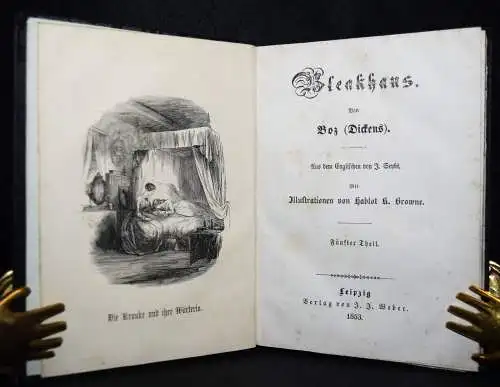 Die Kranke und ihre Wärterin.
Bleakhaus.
Von
Boz (Dickens).
Aus dem Englischen von J. Seybt.
Mit
Illustrationen von Hablot K. Browne.
Fünfter Theil.
Leipzig
Verlag von J. J. Weber.
1853.